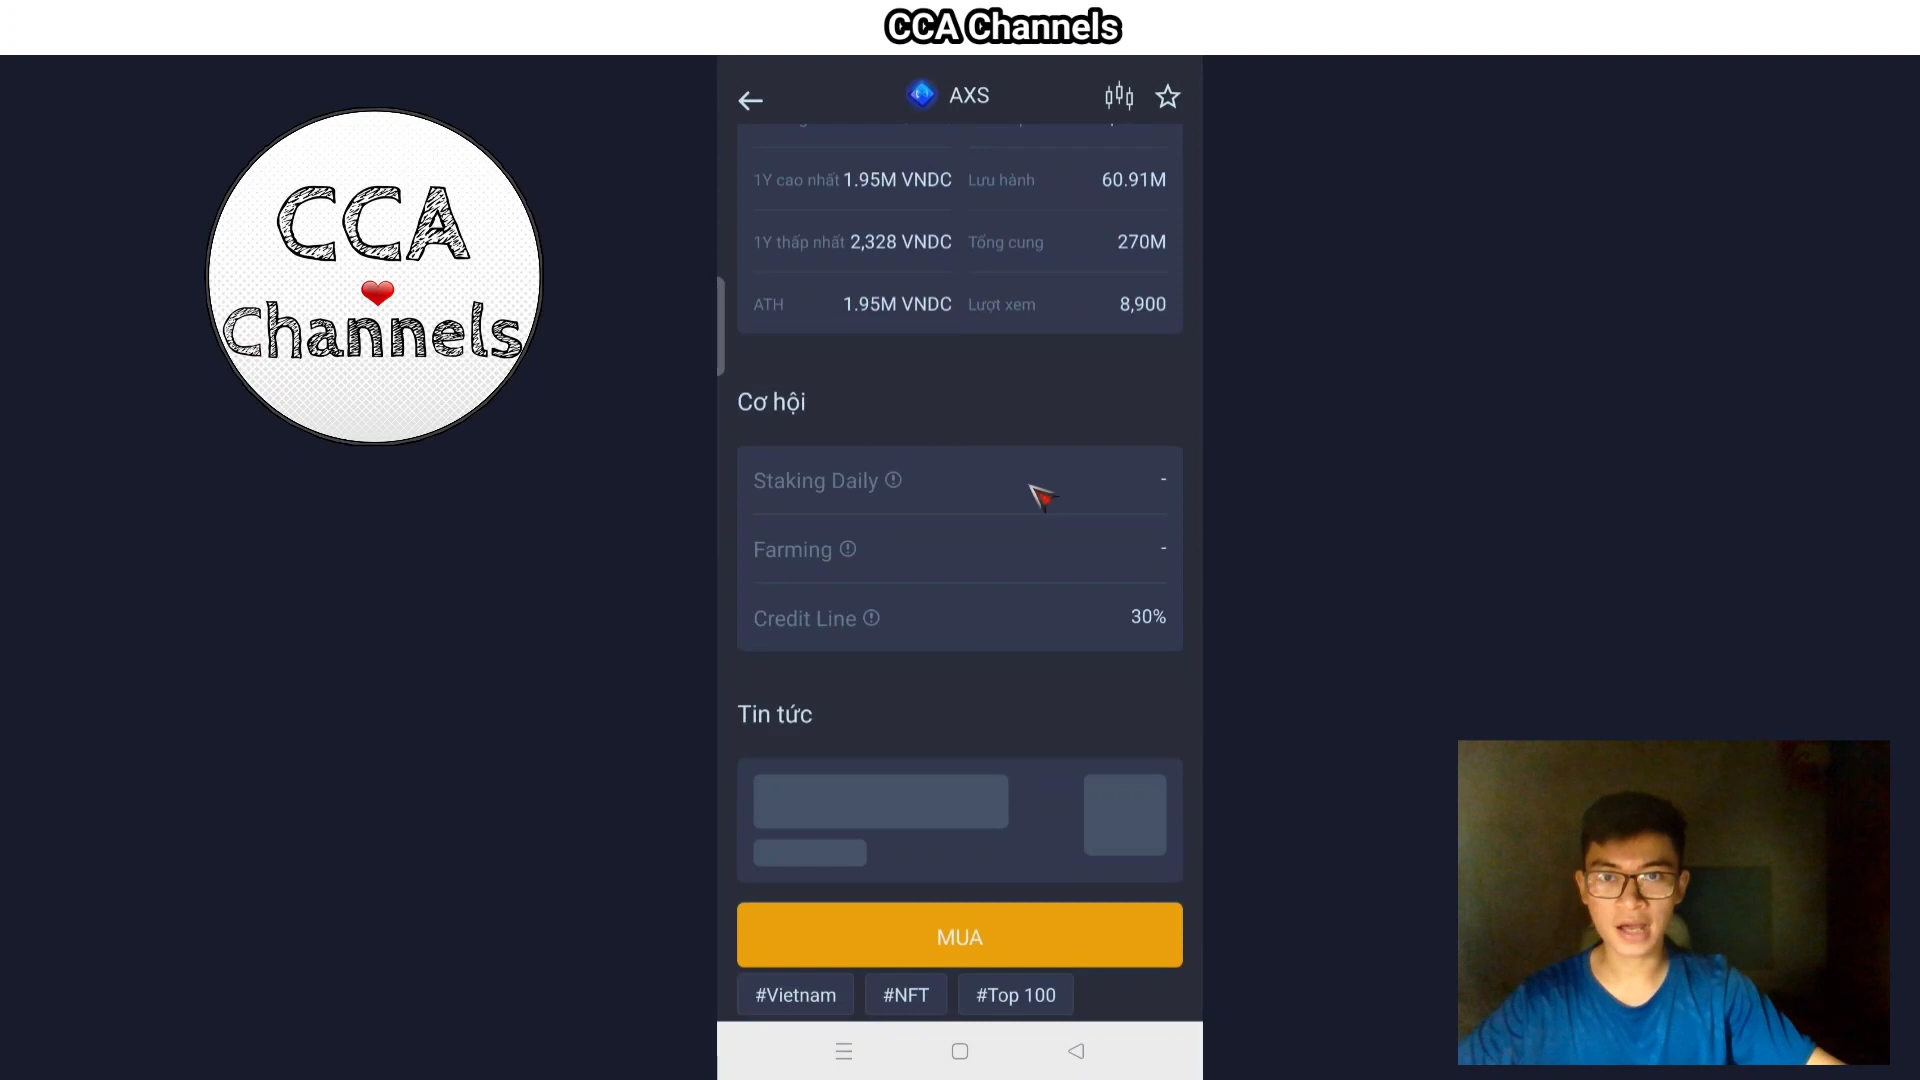 CCA Channels
CCA
Channels
AXS
1Y cao nhất 1.95M VNDC Lưu hành 60.91M
1Y thấp nhất 2,328 VNDC Tổng cung 270M
ATH 1.95M VNDC Lượt xem 8,900
Cơ hội
Staking Daily -
Farming -
Credit Line 30%
Tin tức
MUA
#Vietnam #NFT #Top 100